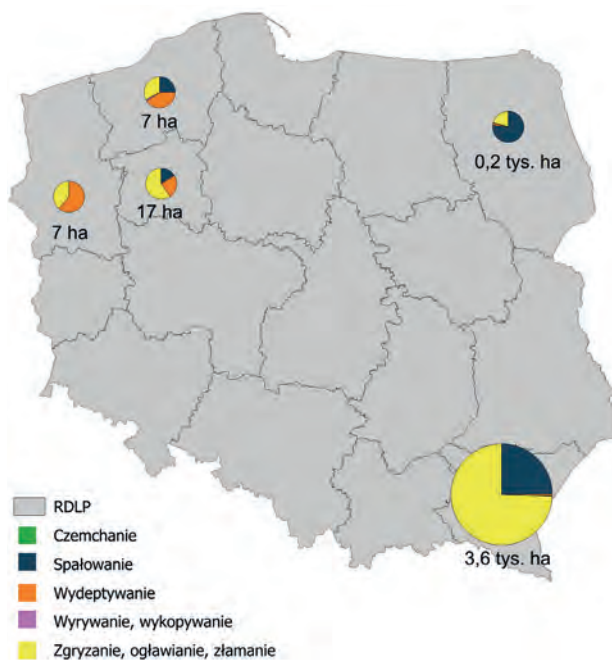 7 ha
0,2 tys. ha
7 ha
17 ha
3,6 tys. ha
RDLP
Czemchanie
Spałowanie
Wydeptywanie
Wyrywanie, wykopywanie
Zgryzanie, ogławianie, złamanie